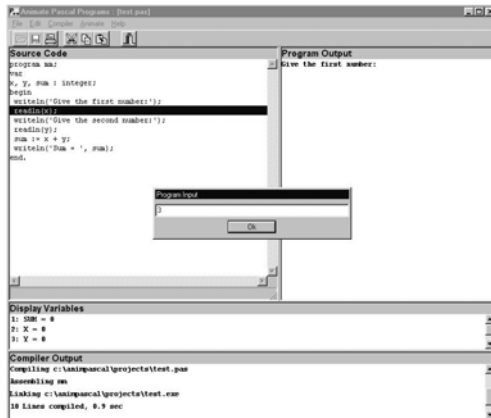 Animate Pascal Programs : [test.pas]
File Edit Compiler Animate Help
Source Code
program nm;
var
x, y, sum : integer;
begin
writeln('Give the first number:');
readln(x);
writeln('Give the second number:');
readln(y);
sum := x + y;
writeln('Sum = ', sum);
end.
Program Output
Give the first number:
Program Input
3
Ok
Display Variables
1: SUM = 0
2: X = 0
3: Y = 0
Compiler Output
Compiling c:\animpascal\projects\test.pas
Assembling nm
Linking c:\animpascal\projects\test.exe
10 Lines compiled, 0.9 sec